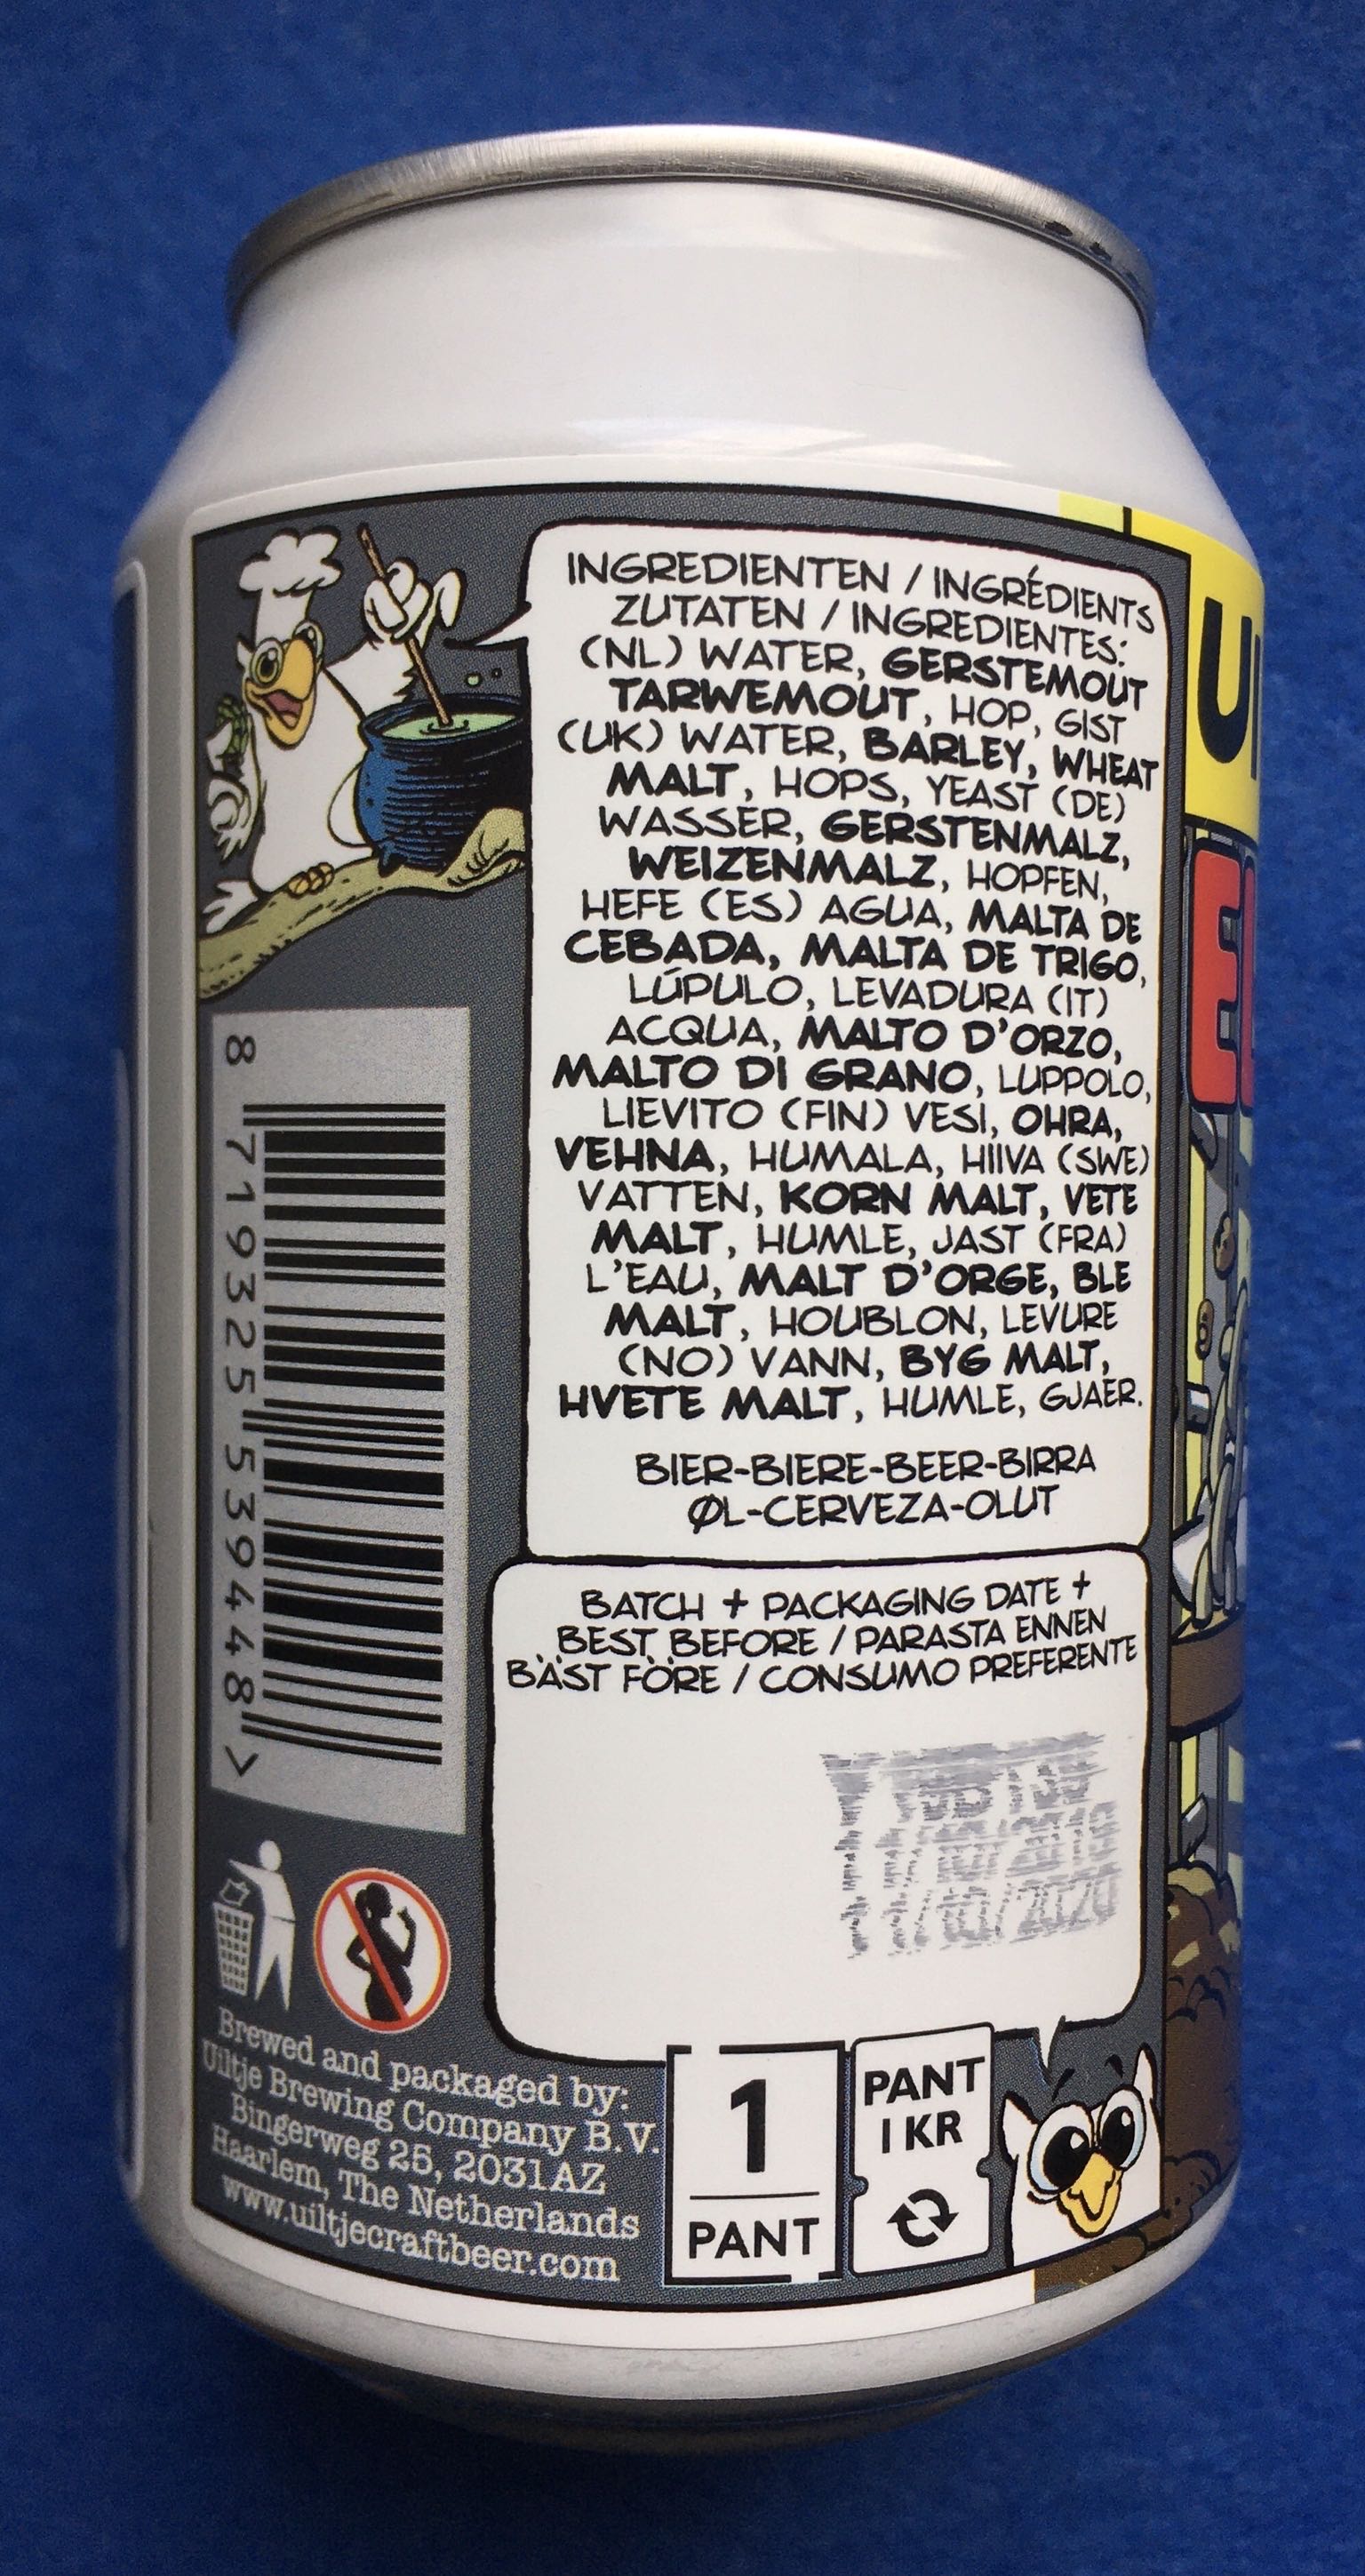 INGREDIENTEN / INGRÉDIENTS
ZUTATEN / INGREDIENTES:
(NL) WATER, GERSTEMOUT
TARWEMOUT, HOP, GIST
(UK) WATER, BARLEY, WHEAT
MALT, HOPS, YEAST (DE)
WASSER, GERSTENMALZ,
WEIZENMALZ, HOPFEN,
HEFE (ES) AGUA, MALTA DE
CEBADA, MALTA DE TRIGO,
LÚPULO, LEVADURA (IT)
ACQUA, MALTO D'ORZO,
MALTO DI GRANO, LUPPOLO,
LIEVITO (FIN) VESI, OHRA,
VEHNA, HUMALA, HIIVA (SWE)
VATTEN, KORN MALT, VETE
MALT, HUMLE, JAST (FRA)
L'EAU, MALT D'ORGE, BLE
MALT, HOUBLON, LEVURE
(NO) VANN, BYG MALT,
HVETE MALT, HUMLE, GJAER.
BIER-BIERE-BEER-BIRRA
ØL-CERVEZA-OLUT
8 719325 539448 >
BATCH + PACKAGING DATE +
BEST BEFORE / PARASTA ENNEN
BÄST FÖRE / CONSUMO PREFERENTE
Brewed and packaged by:
Uiltje Brewing Company B.V.
Bingerweg 25, 2031AZ
Haarlem, The Netherlands
www.uiltjecraftbeer.com
1
PANT
PANT
1 KR